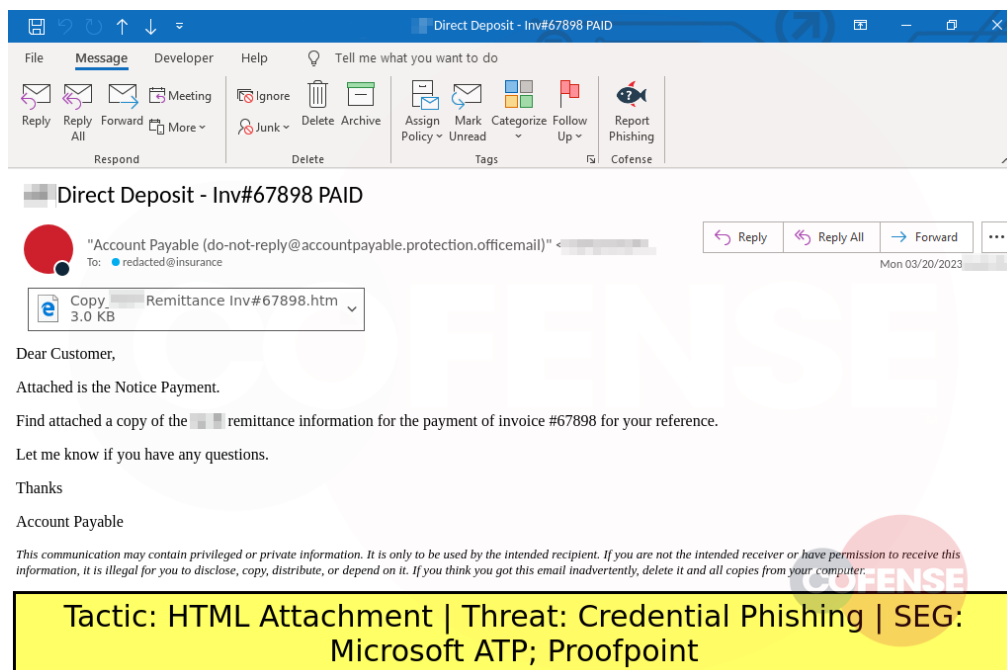 Direct Deposit - Inv#67898 PAID
File Message Developer Help Tell me what you want to do
Reply
Reply All
Forward
Meeting
More
Respond
Ignore
Junk
Delete
Archive
Delete
Assign Policy
Mark Unread
Categorize
Follow Up
Tags
Report Phishing
Cofense
Direct Deposit - Inv#67898 PAID
"Account Payable (do-not-reply@accountpayable.protection.officemail)" <
To: redacted@insurance
Reply Reply All Forward ...
Mon 03/20/2023
Copy_ Remittance Inv#67898.htm
3.0 KB
Dear Customer,
Attached is the Notice Payment.
Find attached a copy of the remittance information for the payment of invoice #67898 for your reference.
Let me know if you have any questions.
Thanks
Account Payable
This communication may contain privileged or private information. It is only to be used by the intended recipient. If you are not the intended receiver or have permission to receive this
information, it is illegal for you to disclose, copy, distribute, or depend on it. If you think you got this email inadvertently, delete it and all copies from your computer.
COFENSE
Tactic: HTML Attachment | Threat: Credential Phishing | SEG:
Microsoft ATP; Proofpoint